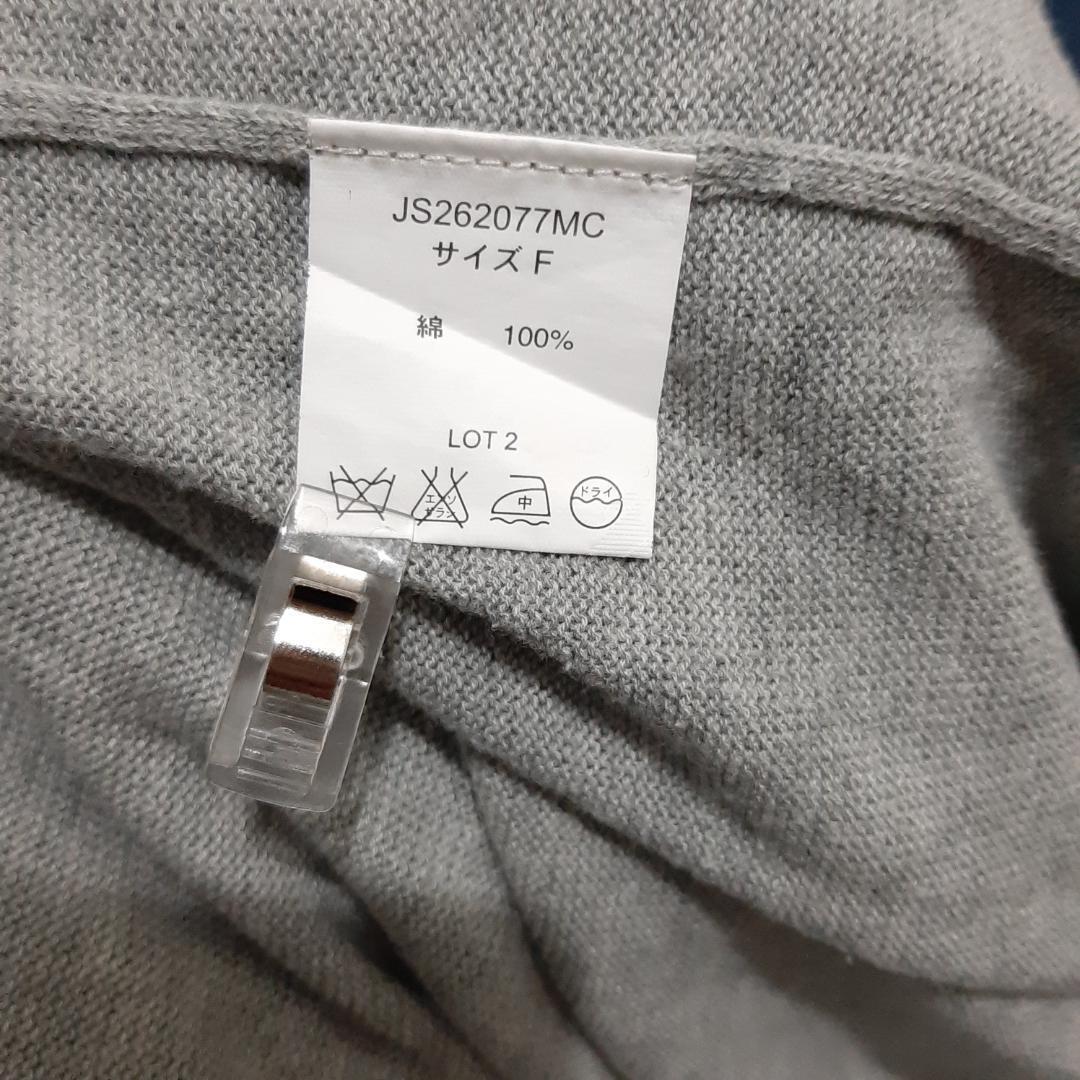 JS262077MC
サイズ F
綿 100%
LOT 2
エンソ
サラシ
中
ドライ